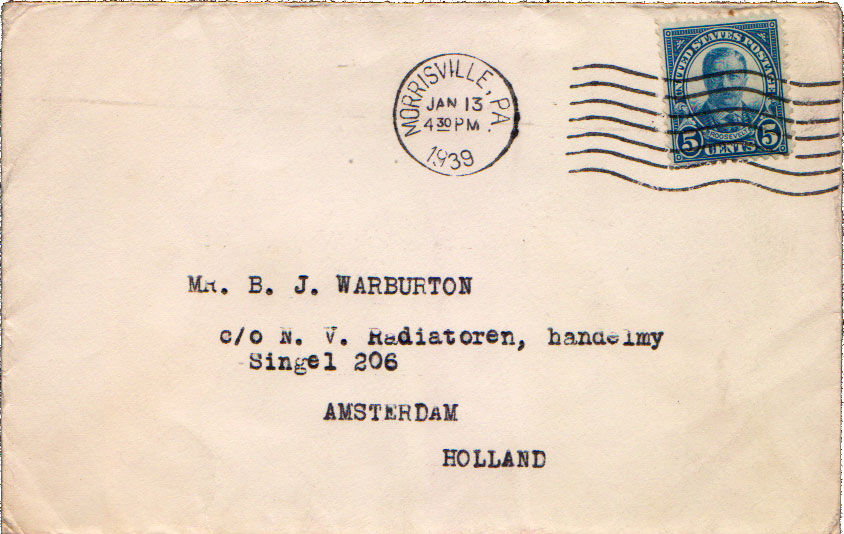 MORRISVILLE, PA.
JAN 13
4 30 PM
1939
UNITED STATES POSTAGE
ROOSEVELT
5 CENTS 5
MR. B. J. WARBURTON
c/o N. V. Radiatoren, handelmy
Singel 206
AMSTERDAM
HOLLAND